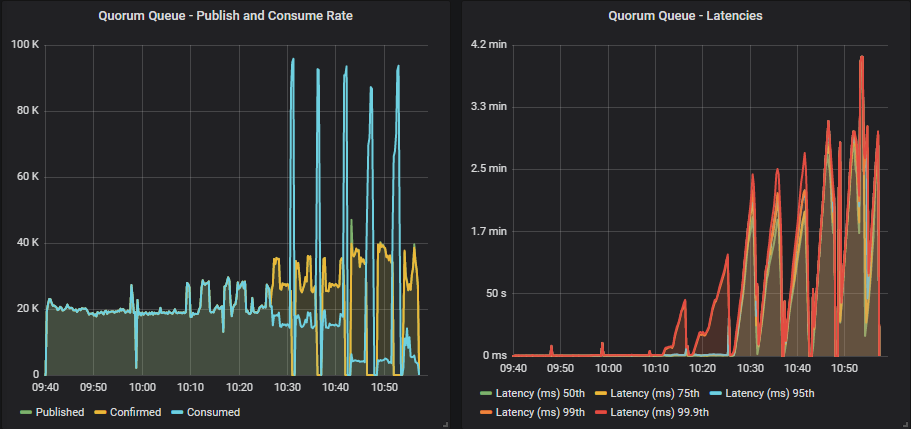 Quorum Queue - Publish and Consume Rate
100 K
80 K
60 K
40 K
20 K
0
09:40 09:50 10:00 10:10 10:20 10:30 10:40 10:50
Published Confirmed Consumed
Quorum Queue - Latencies
4.2 min
3.3 min
2.5 min
1.7 min
50 s
0 ms
09:40 09:50 10:00 10:10 10:20 10:30 10:40 10:50
Latency (ms) 50th Latency (ms) 75th Latency (ms) 95th
Latency (ms) 99th Latency (ms) 99.9th